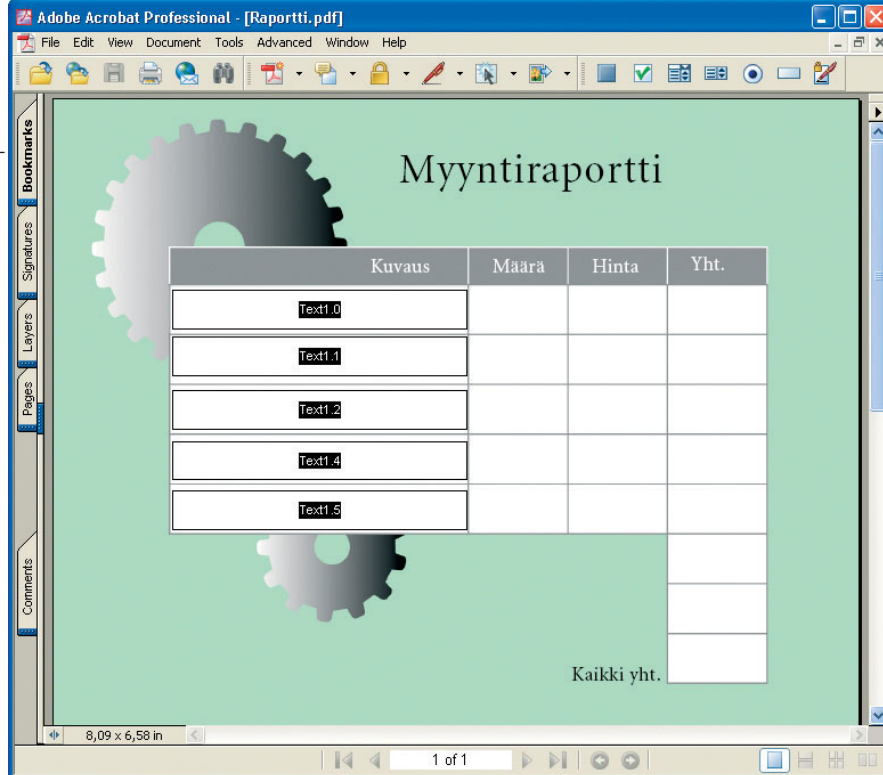 Adobe Acrobat Professional - [Raportti.pdf]
File Edit View Document Tools Advanced Window Help
Bookmarks
Signatures
Layers
Pages
Comments
Myyntiraportti
Kuvaus Määrä Hinta Yht.
Text1.0
Text1.1
Text1.2
Text1.4
Text1.5
Kaikki yht.
8,09 x 6,58 in
1 of 1